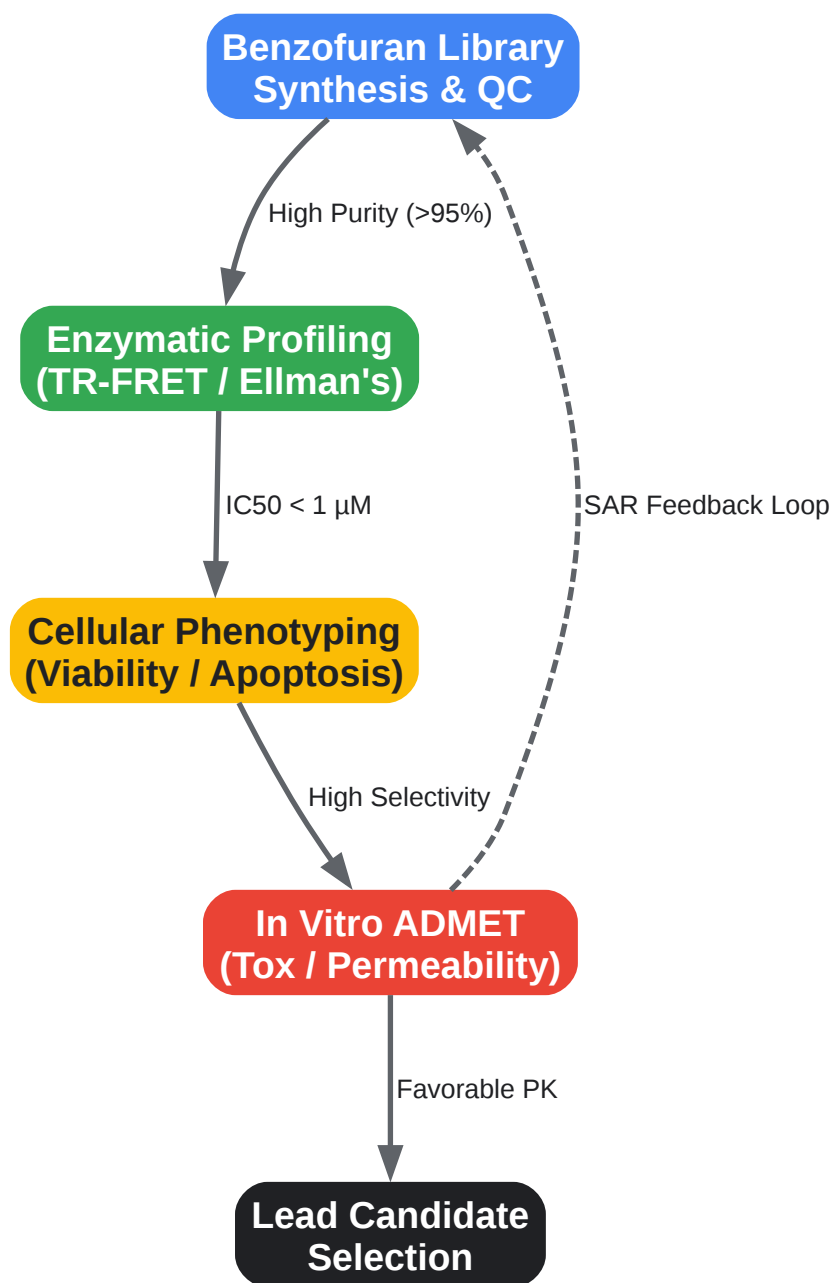 Benzofuran Library
Synthesis & QC
High Purity (>95%)
Enzymatic Profiling
(TR-FRET / Ellman's)
IC50 < 1 µM
SAR Feedback Loop
Cellular Phenotyping
(Viability / Apoptosis)
High Selectivity
In Vitro ADMET
(Tox / Permeability)
Favorable PK
Lead Candidate
Selection